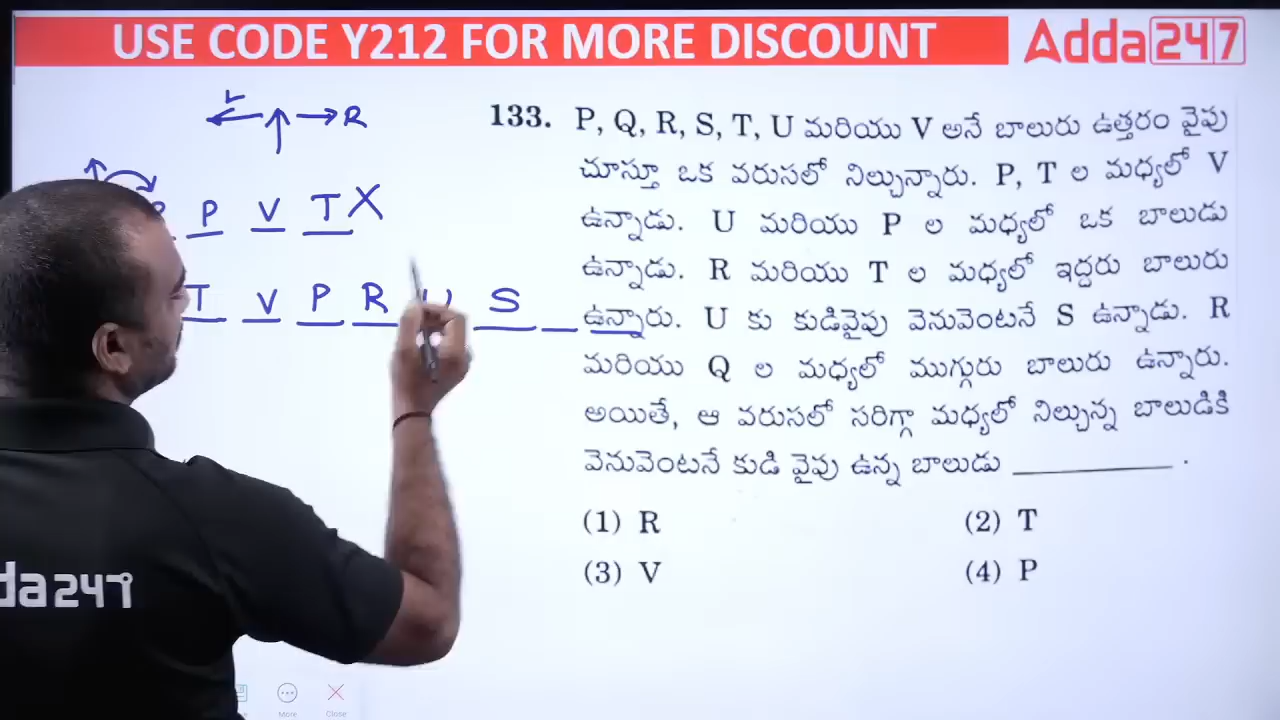 USE CODE Y212 FOR MORE DISCOUNT
Adda247
L R
P V T X
T V P R U S
133. P, Q, R, S, T, U మరియు V అనే బాలురు ఉత్తరం వైపు
చూస్తూ ఒక వరుసలో నిల్చున్నారు. P, T ల మధ్యలో V
ఉన్నాడు. U మరియు P ల మధ్యలో ఒక బాలుడు
ఉన్నాడు. R మరియు T ల మధ్యలో ఇద్దరు బాలురు
ఉన్నారు. U కు కుడివైపు వెనువెంటనే S ఉన్నాడు. R
మరియు Q ల మధ్యలో ముగ్గురు బాలురు ఉన్నారు.
అయితే, ఆ వరుసలో సరిగ్గా మధ్యలో నిల్చున్న బాలుడికి
వెనువెంటనే కుడి వైపు ఉన్న బాలుడు ________ .
(1) R (2) T
(3) V (4) P
da247
More Close